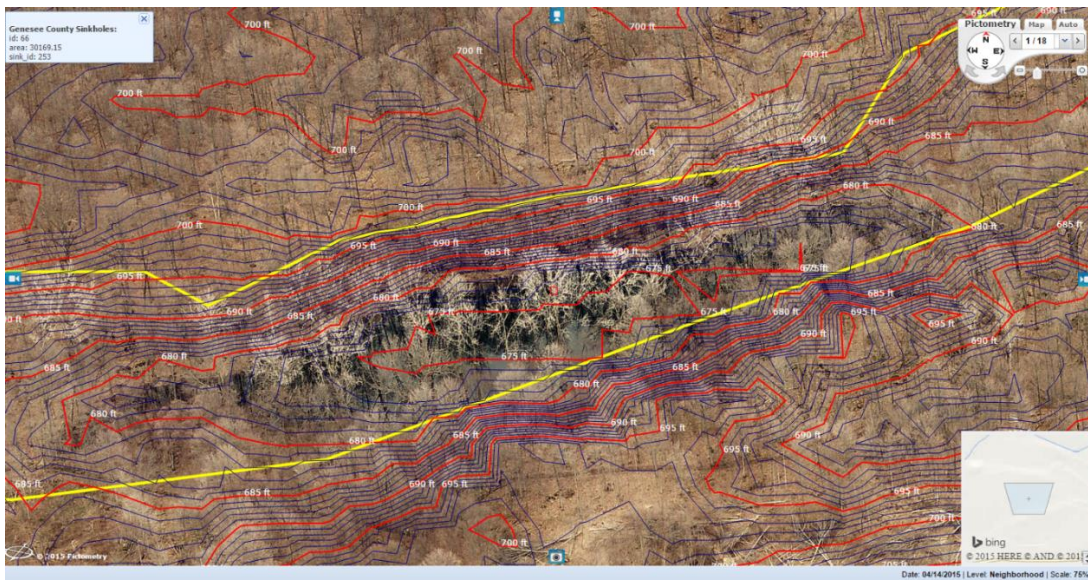 Genesee County Sinkholes:
id: 66
area: 30169.15
sink_id: 253
Pictometry Map Auto
N
W E
S
1 / 18
700 ft
700 ft
700 ft
700 ft
700 ft
700 ft
700 ft
700 ft
695 ft
690 ft
685 ft
695 ft
690 ft
685 ft
680 ft
695 ft
690 ft
685 ft
680 ft
675 ft
695 ft
690 ft
685 ft
680 ft
675 ft
675 ft
675 ft
680 ft
685 ft
690 ft
695 ft
695 ft
690 ft
685 ft
680 ft
685 ft
680 ft
680 ft
685 ft
690 ft
695 ft
695 ft
690 ft
685 ft
685 ft
690 ft
695 ft
695 ft
700 ft
700 ft
© 2015 Pictometry
bing
© 2015 HERE © AND © 201
Date: 04/14/2015 | Level: Neighborhood | Scale: 75%